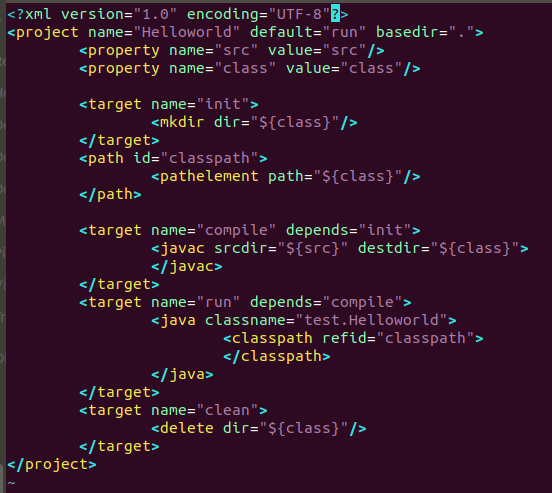 <?xml version="1.0" encoding="UTF-8"?>
<project name="Helloworld" default="run" basedir=".">
        <property name="src" value="src"/>
        <property name="class" value="class"/>

        <target name="init">
                <mkdir dir="${class}"/>
        </target>
        <path id="classpath">
                <pathelement path="${class}"/>
        </path>

        <target name="compile" depends="init">
                <javac srcdir="${src}" destdir="${class}">
                </javac>
        </target>
        <target name="run" depends="compile">
                <java classname="test.Helloworld">
                        <classpath refid="classpath">
                        </classpath>
                </java>
        </target>
        <target name="clean">
                <delete dir="${class}"/>
        </target>
</project>
~